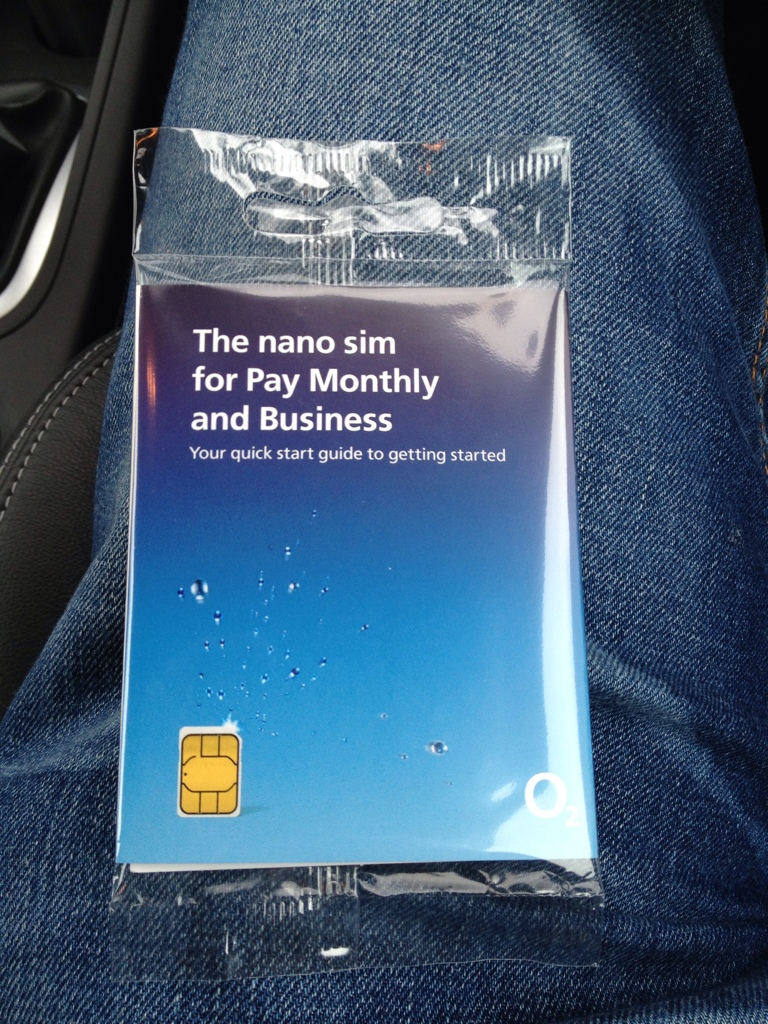 The nano sim
for Pay Monthly
and Business
Your quick start guide to getting started
O2